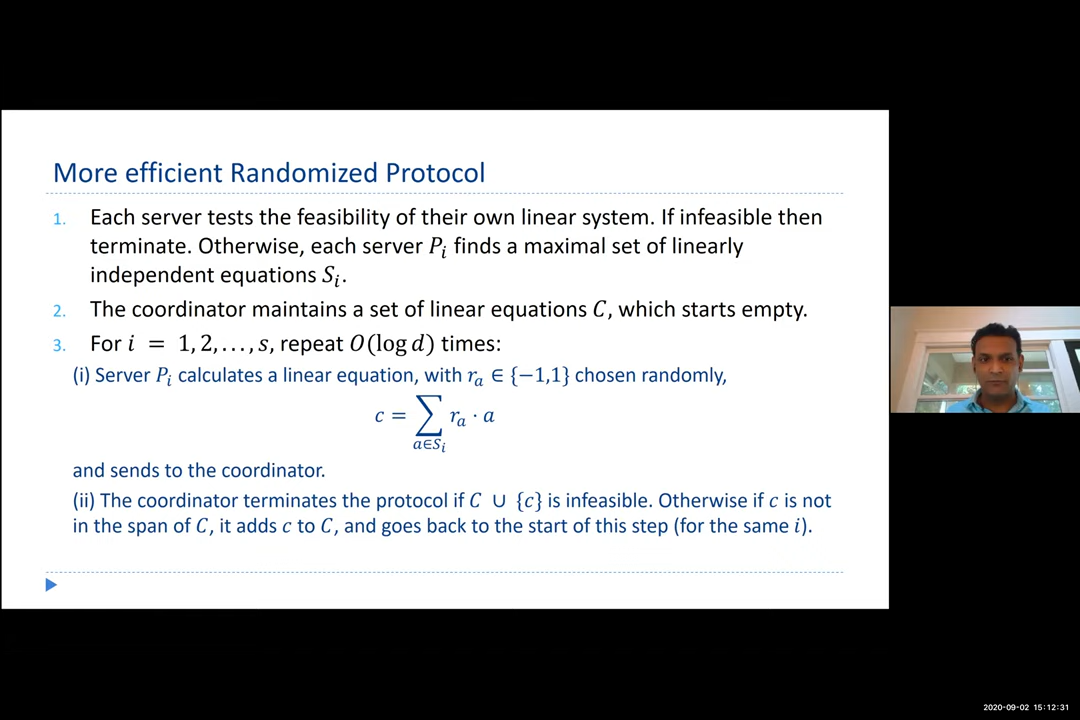 More efficient Randomized Protocol
1. Each server tests the feasibility of their own linear system. If infeasible then
terminate. Otherwise, each server P_i finds a maximal set of linearly
independent equations S_i.
2. The coordinator maintains a set of linear equations C, which starts empty.
3. For i = 1, 2, . . . , s, repeat O(log d) times:
(i) Server P_i calculates a linear equation, with r_a ∈ {−1,1} chosen randomly,
c = ∑_{a∈S_i} r_a · a
and sends to the coordinator.
(ii) The coordinator terminates the protocol if C ∪ {c} is infeasible. Otherwise if c is not
in the span of C, it adds c to C, and goes back to the start of this step (for the same i).
2020-09-02 15:12:31